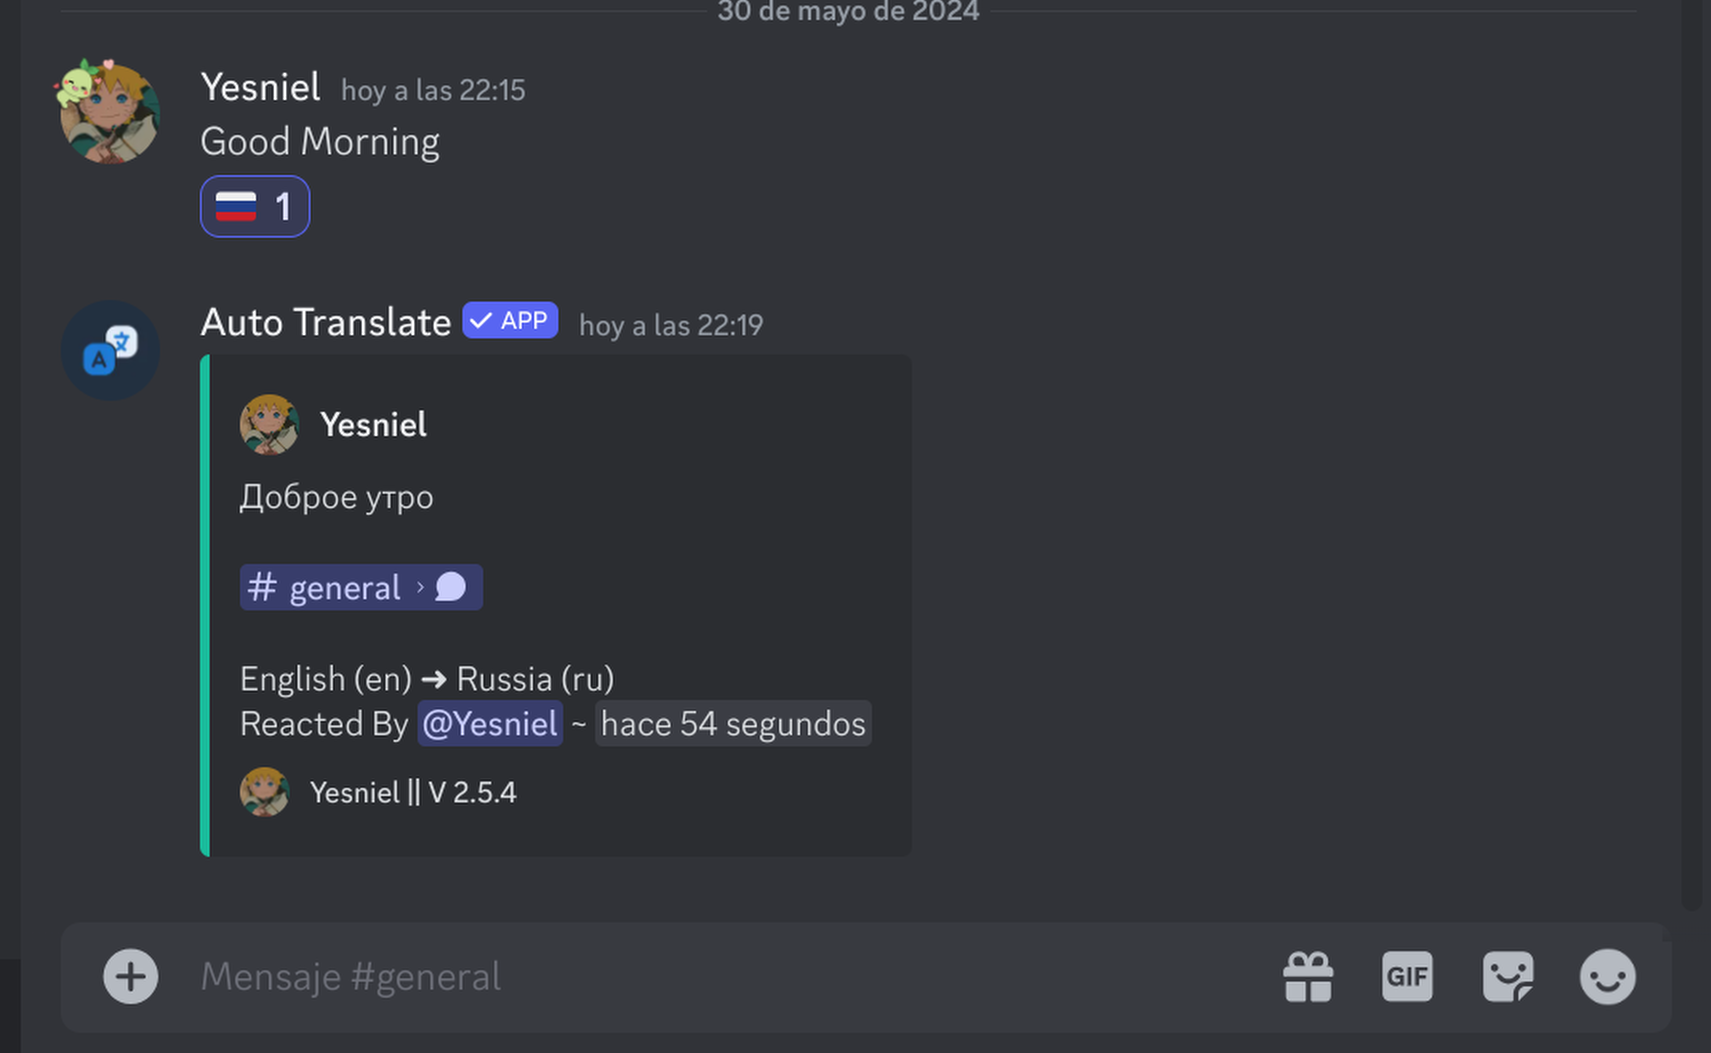 30 de mayo de 2024
Yesniel hoy a las 22:15
Good Morning
1
Auto Translate APP hoy a las 22:19
A 文
Yesniel
Доброе утро
# general ›
English (en) ➜ Russia (ru)
Reacted By @Yesniel ~ hace 54 segundos
Yesniel || V 2.5.4
Mensaje #general
GIF